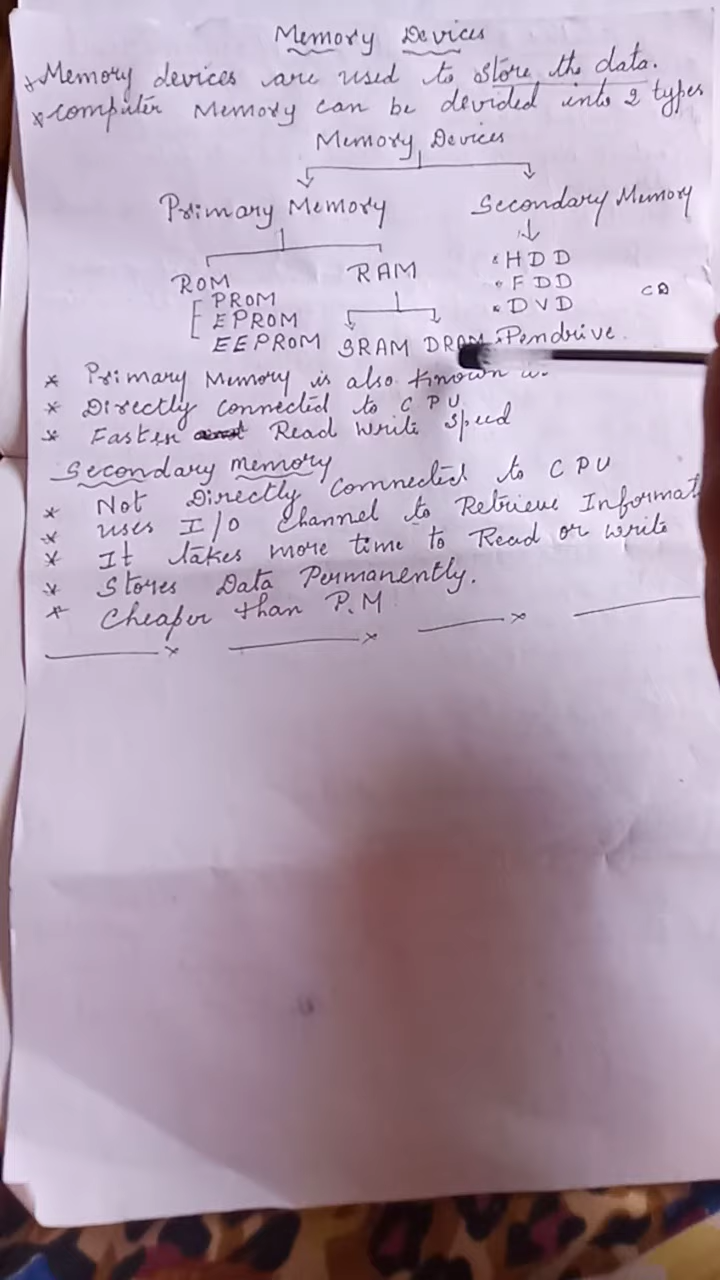 Memory Devices
* Memory devices are used to store the data.
* Computer Memory can be devided into 2 types
Memory Devices
Primary Memory Secondary Memory
ROM RAM
PROM
EPROM
EEPROM
SRAM DRAM
* HDD
* FDD
* DVD
* Pendrive
CD
* Primary Memory is also known
* Directly connected to CPU
* Faster Read Write Speed
Secondary memory
* Not Directly Connected to CPU
* uses I/O Channel to Retrieve Informat
* It takes more time to Read or write
* Stores Data Permanently.
* Cheaper than P.M